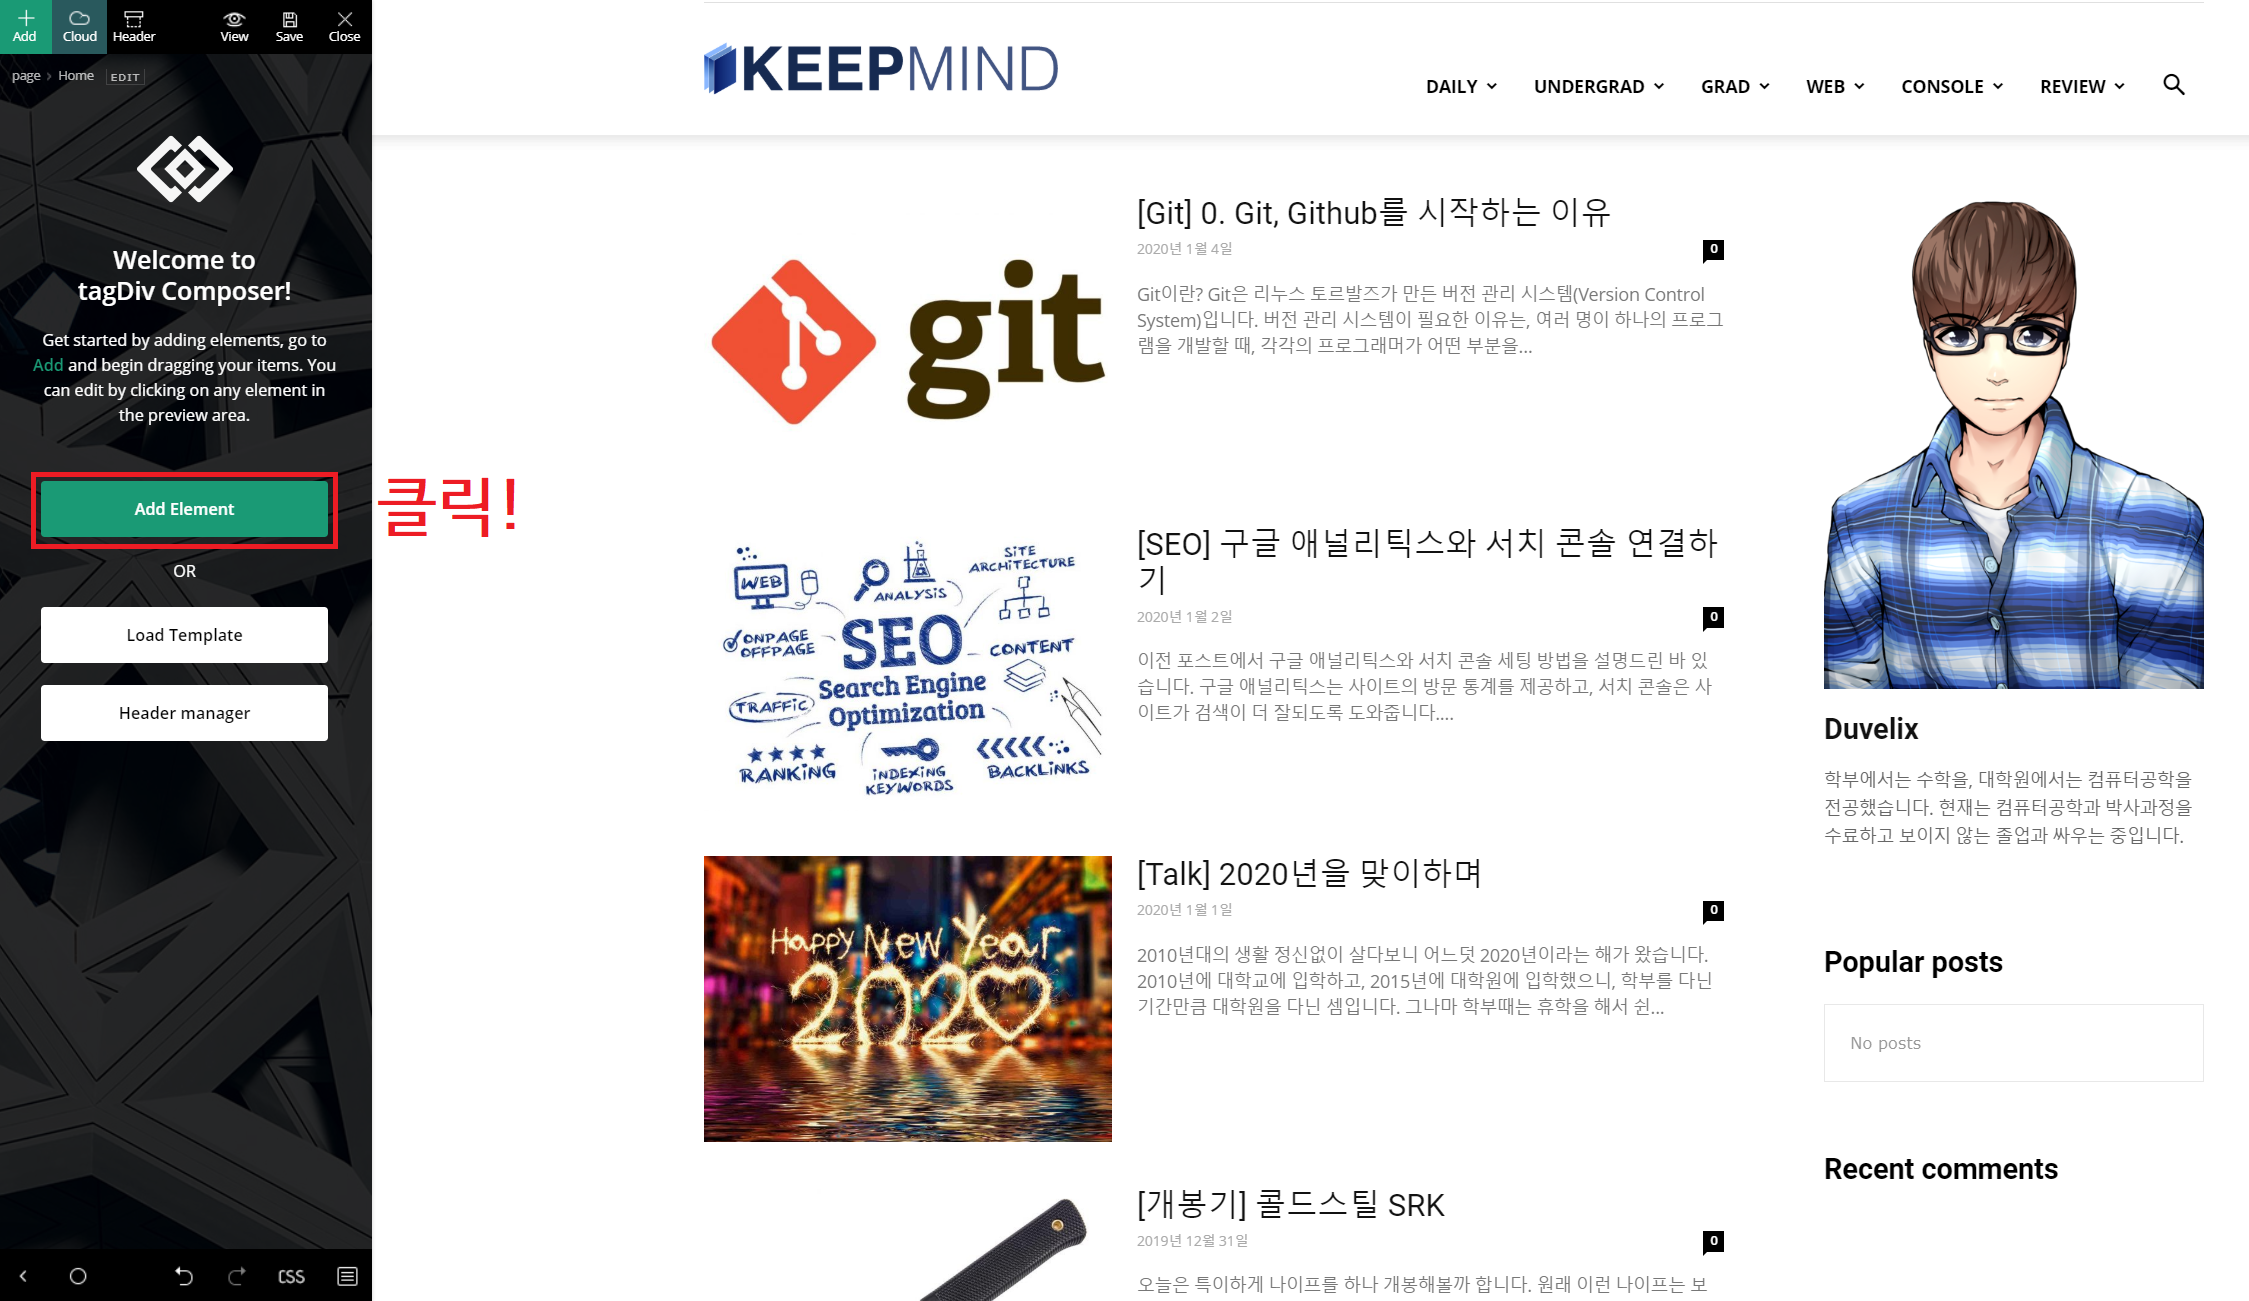 Add
Cloud
Header
View
Save
Close
page › Home EDIT
Welcome to
tagDiv Composer!
Get started by adding elements, go to
Add and begin dragging your items. You
can edit by clicking on any element in
the preview area.
Add Element
클릭!
OR
Load Template
Header manager
CSS
KEEPMIND
DAILY
UNDERGRAD
GRAD
WEB
CONSOLE
REVIEW
git
[Git] 0. Git, Github를 시작하는 이유
2020년 1월 4일
0
Git이란? Git은 리누스 토르발즈가 만든 버전 관리 시스템(Version Control
System)입니다. 버전 관리 시스템이 필요한 이유는, 여러 명이 하나의 프로그
램을 개발할 때, 각각의 프로그래머가 어떤 부분을...
WEB
ANALYSIS
SITE
ARCHITECTURE
ONPAGE
OFFPAGE
SEO
CONTENT
Search Engine
Optimization
TRAFFIC
RANKING
INDEXING
KEYWORDS
BACKLINKS
[SEO] 구글 애널리틱스와 서치 콘솔 연결하
기
2020년 1월 2일
0
이전 포스트에서 구글 애널리틱스와 서치 콘솔 세팅 방법을 설명드린 바 있
습니다. 구글 애널리틱스는 사이트의 방문 통계를 제공하고, 서치 콘솔은 사
이트가 검색이 더 잘되도록 도와줍니다....
Happy New Year
2020
[Talk] 2020년을 맞이하며
2020년 1월 1일
0
2010년대의 생활 정신없이 살다보니 어느덧 2020년이라는 해가 왔습니다.
2010년에 대학교에 입학하고, 2015년에 대학원에 입학했으니, 학부를 다닌
기간만큼 대학원을 다닌 셈입니다. 그나마 학부때는 휴학을 해서 쉰...
[개봉기] 콜드스틸 SRK
2019년 12월 31일
0
오늘은 특이하게 나이프를 하나 개봉해볼까 합니다. 원래 이런 나이프는 보
Duvelix
학부에서는 수학을, 대학원에서는 컴퓨터공학을
전공했습니다. 현재는 컴퓨터공학과 박사과정을
수료하고 보이지 않는 졸업과 싸우는 중입니다.
Popular posts
No posts
Recent comments